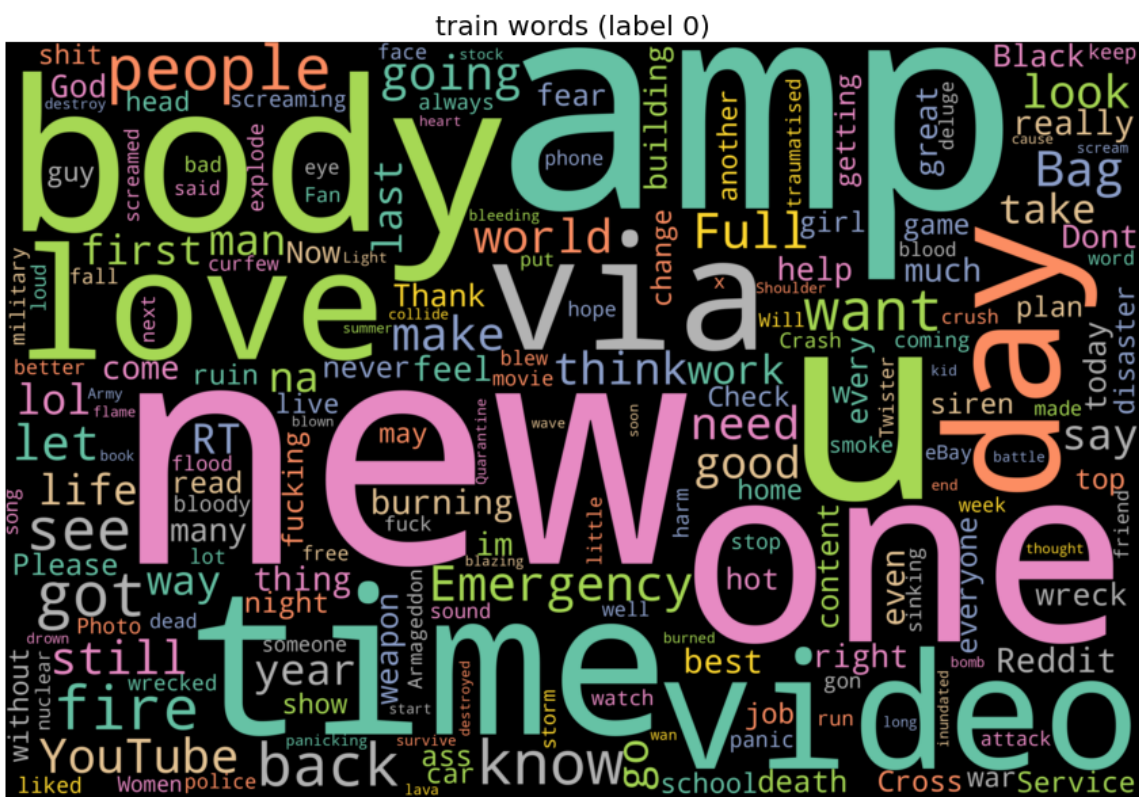 train words (label 0)
shit people going face stock building Black keep
God head screaming always fear look
destroy body amp
heart great deluge really
guy screamed bad said explode eye Fan last phone another traumatised getting cause scream
Bag
bleeding take
first man Now Light curfew world put change Full girl game Dont
military loud fall love via help blood much word
next Thank collide hope x Shoulder day plan
summer make Will want crush
Crash coming
better come ruin na never feel blew movie think work every Twister kid today disaster
lol Army flame live blown new Check w u siren made
let book RT may Quarantine wave soon need smoke eBay battle say
flood good
song life read fucking burning home end top
bloody fuck little harm week friend
see many im stop one thought
Please lot free blazing content even sinking everyone
way thing Emergency hot
got night sound well wreck
Photo dead time
drown someone weapon Armageddon burned
still year best right bomb Reddit
without nuclear wrecked show start destroyed watch video gon
fire storm job run long inundated
panicking survive wan panic attack
YouTube back ass know og
liked Women police car school death Cross war Service
lava